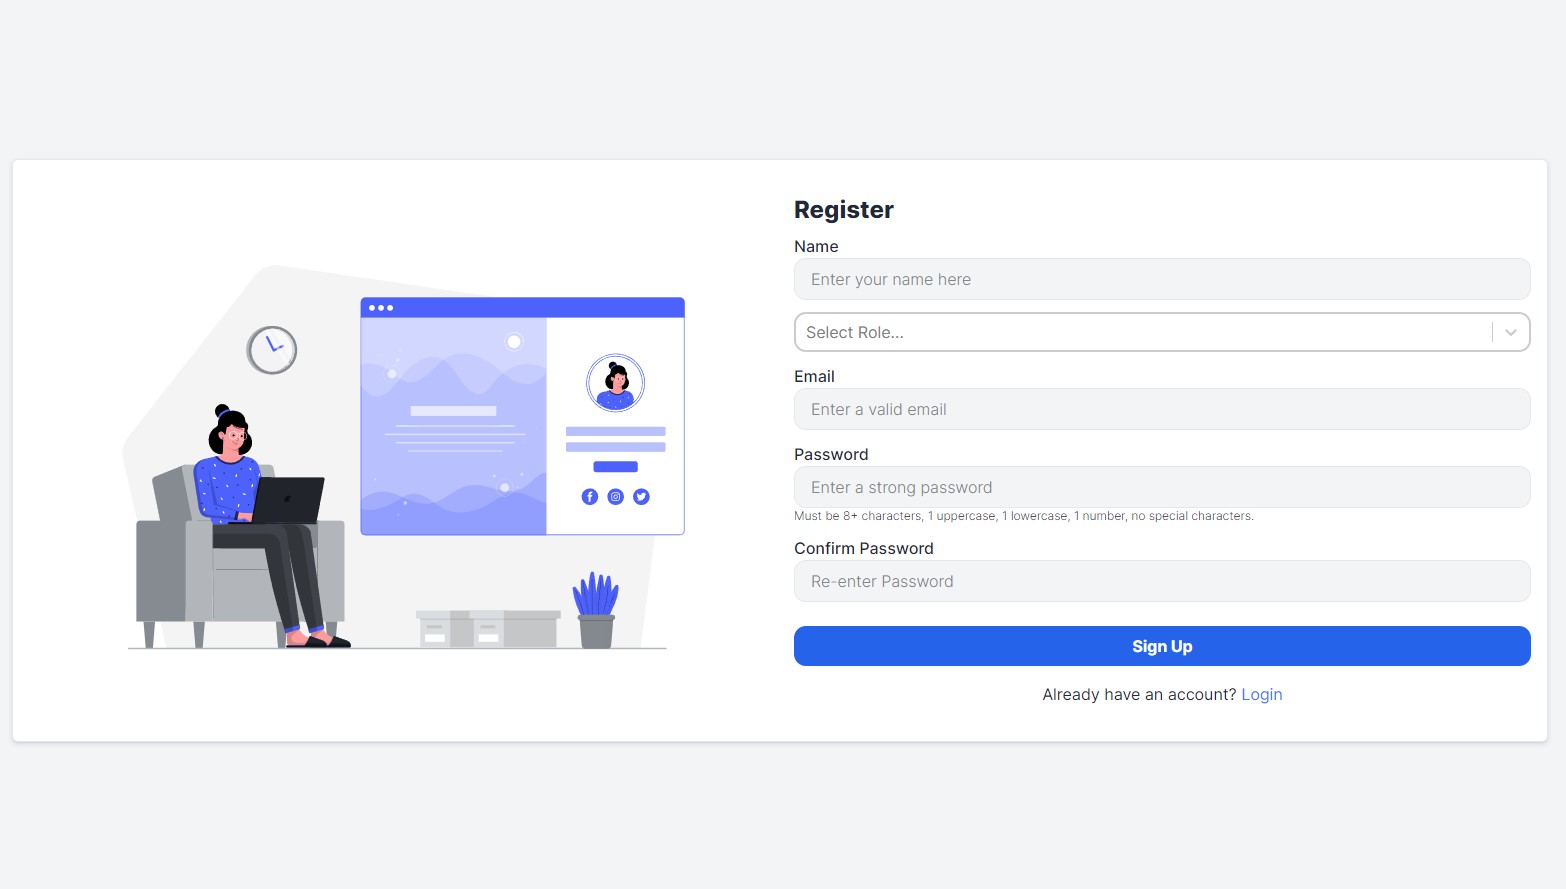 Register
Name
Enter your name here
Select Role...
Email
Enter a valid email
Password
Enter a strong password
Must be 8+ characters, 1 uppercase, 1 lowercase, 1 number, no special characters.
Confirm Password
Re-enter Password
Sign Up
Already have an account? Login